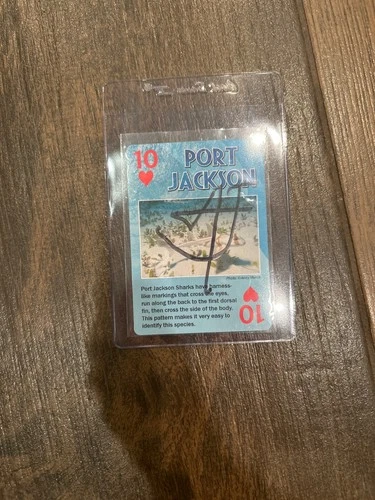 10
PORT
JACKSON
Port Jackson Sharks have harness-
like markings that cross the eyes,
run along the back to the first dorsal
fin, then cross the side of the body.
This pattern makes it very easy to
identify this species.
10